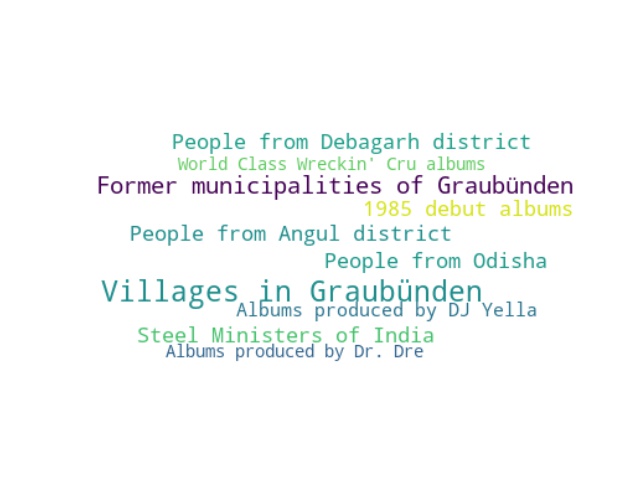 People from Debagarh district
World Class Wreckin' Cru albums
Former municipalities of Graubünden
1985 debut albums
People from Angul district
People from Odisha
Villages in Graubünden
Albums produced by DJ Yella
Steel Ministers of India
Albums produced by Dr. Dre